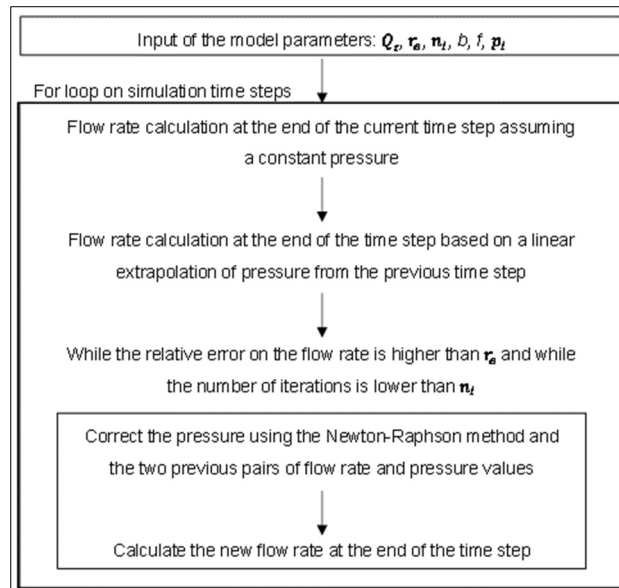 Input of the model parameters: Qᵣ, rₑ, nᵢ, b, f, pᵢ
For loop on simulation time steps
Flow rate calculation at the end of the current time step assuming
a constant pressure
Flow rate calculation at the end of the time step based on a linear
extrapolation of pressure from the previous time step
While the relative error on the flow rate is higher than rₑ and while
the number of iterations is lower than nᵢ
Correct the pressure using the Newton-Raphson method and
the two previous pairs of flow rate and pressure values
Calculate the new flow rate at the end of the time step